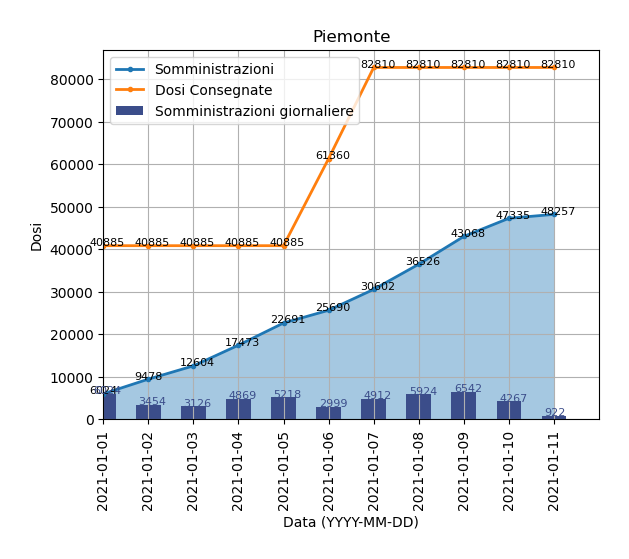 Piemonte
Somministrazioni
Dosi Consegnate
Somministrazioni giornaliere
Dosi
80000
70000
60000
50000
40000
30000
20000
10000
0
40885 40885 40885 40885 40885 61360 82810 82810 82810 82810 82810
6024 9478 12604 17473 22691 25690 30602 36526 43068 47335 48257
3454 3126 4869 5218 2999 4912 5924 6542 4267 922
2021-01-01
2021-01-02
2021-01-03
2021-01-04
2021-01-05
2021-01-06
2021-01-07
2021-01-08
2021-01-09
2021-01-10
2021-01-11
Data (YYYY-MM-DD)